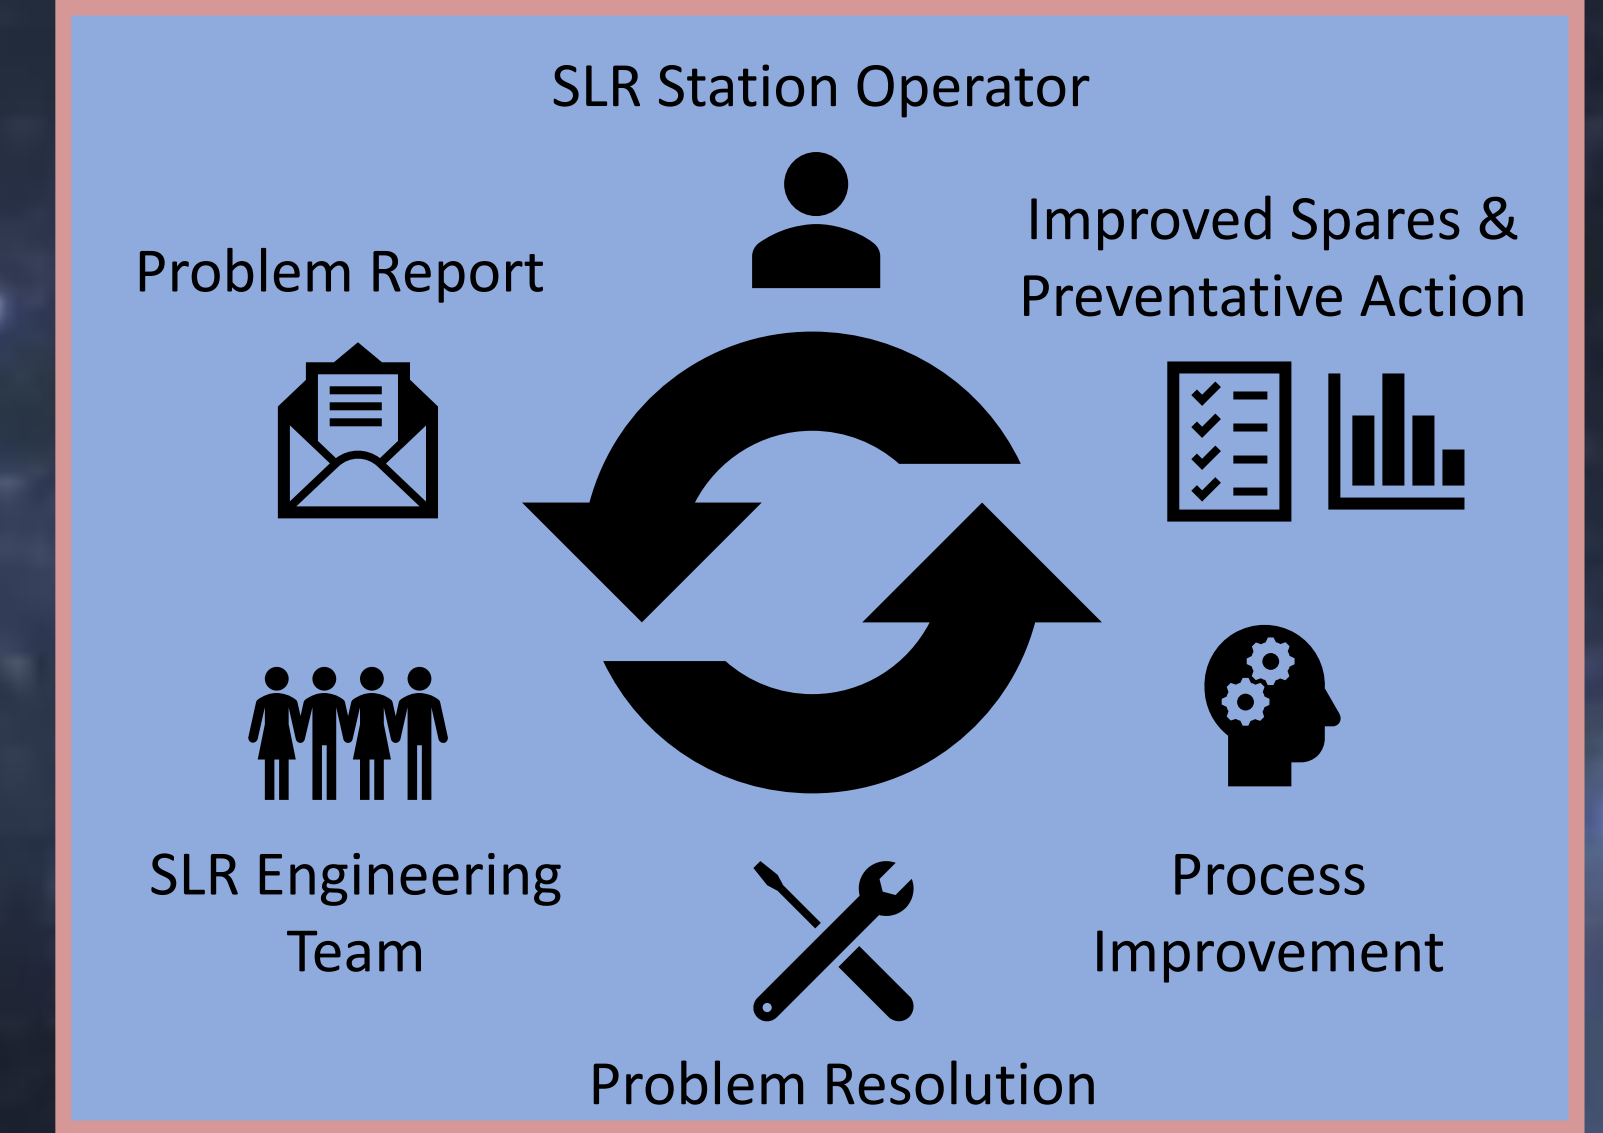 SLR Station Operator
Improved Spares &
Preventative Action
Problem Report
SLR Engineering
Team
Process
Improvement
Problem Resolution